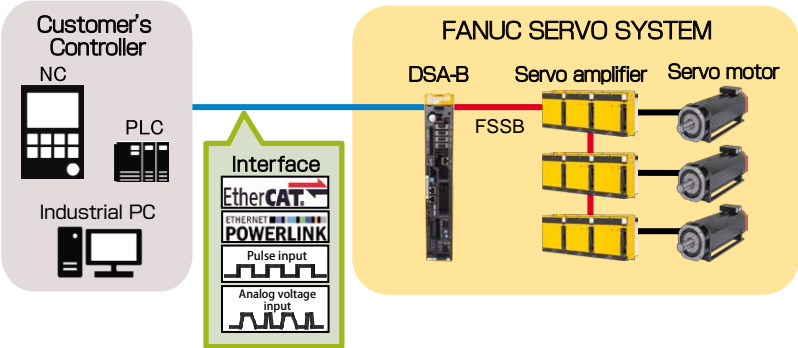 Customer's
Controller
NC
PLC
Industrial PC
Interface
EtherCAT®
ETHERNET
POWERLINK
Pulse input
Analog voltage
input
FANUC SERVO SYSTEM
DSA-B
Servo amplifier
Servo motor
FSSB